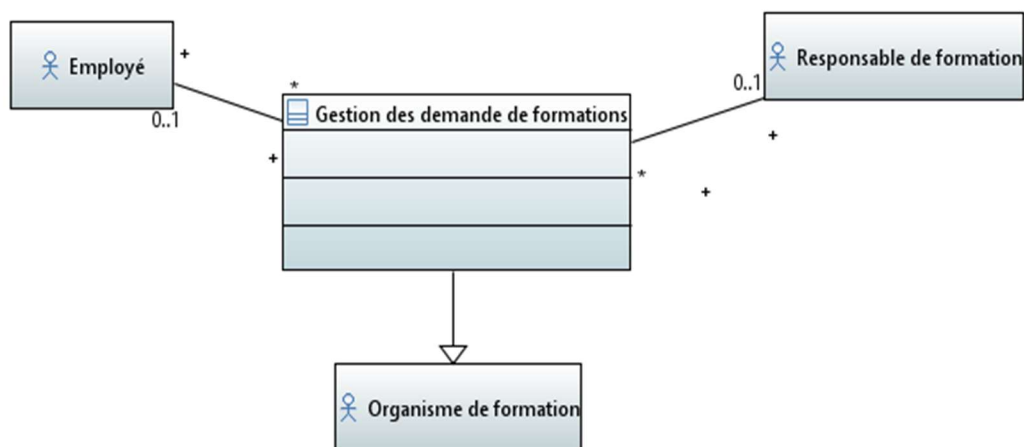 Employé
+
0..1
*
Gestion des demande de formations
+
Responsable de formation
0..1
+
*
+
Organisme de formation